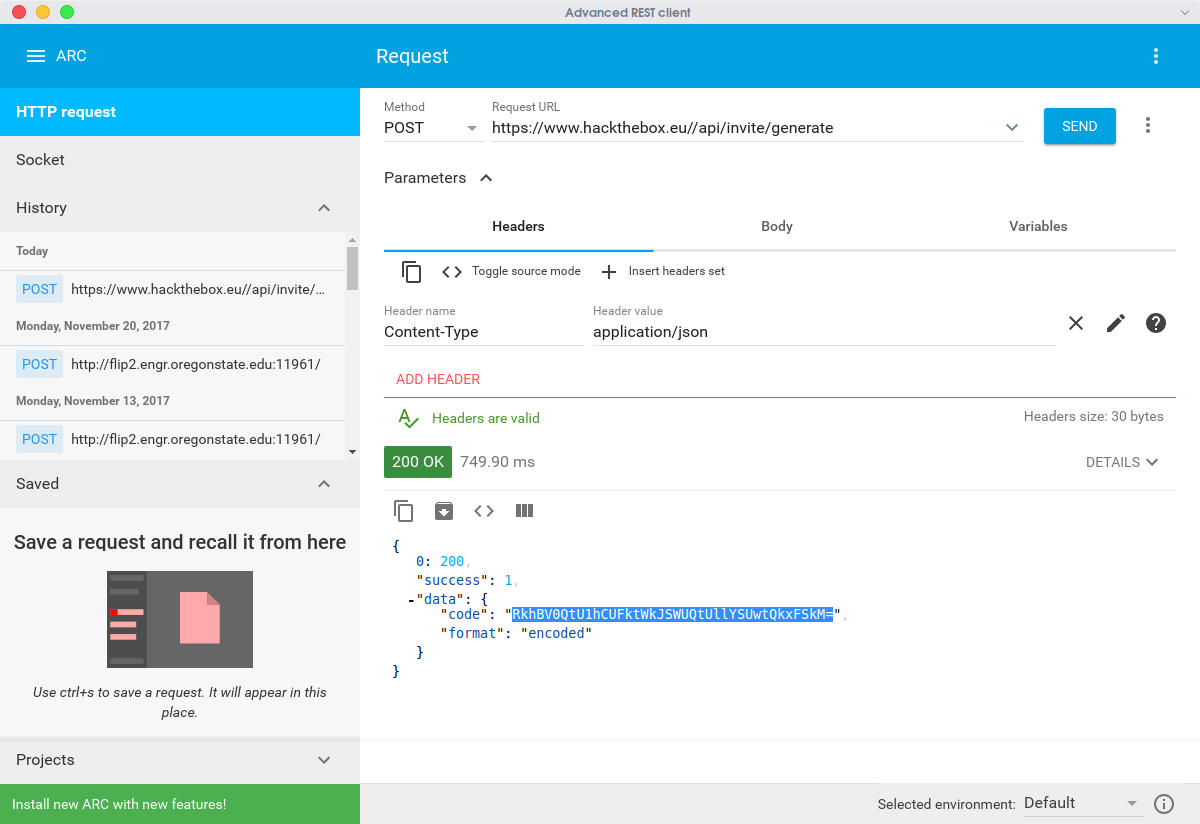 Advanced REST client
ARC
Request
HTTP request
Socket
History
Today
POST https://www.hackthebox.eu//api/invite/...
Monday, November 20, 2017
POST http://flip2.engr.oregonstate.edu:11961/
Monday, November 13, 2017
POST http://flip2.engr.oregonstate.edu:11961/
Saved
Save a request and recall it from here
Use ctrl+s to save a request. It will appear in this
place.
Projects
Install new ARC with new features!
Method
POST
Request URL
https://www.hackthebox.eu//api/invite/generate
SEND
Parameters
Headers Body Variables
Toggle source mode Insert headers set
Header name Header value
Content-Type application/json
ADD HEADER
Headers are valid Headers size: 30 bytes
200 OK 749.90 ms DETAILS
{
0: 200,
"success": 1,
-"data": {
"code": "RkhBV0QtU1hCUFktWkJSWUQtUllYSUwtQkxFSkM=",
"format": "encoded"
}
}
Selected environment: Default